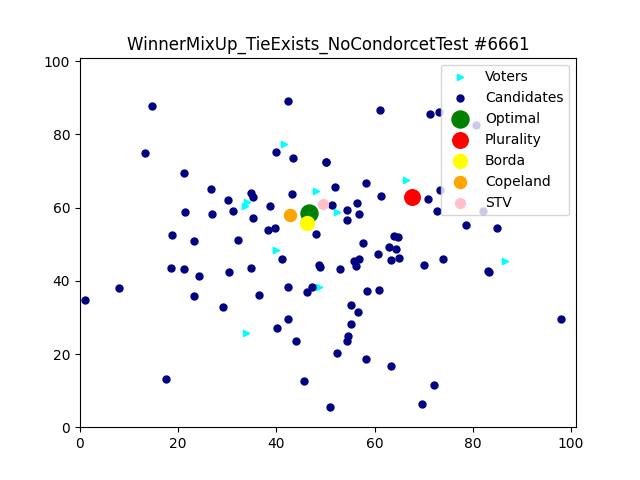 WinnerMixUp_TieExists_NoCondorcetTest #6661
100
80
60
40
20
0
0 20 40 60 80 100
Voters
Candidates
Optimal
Plurality
Borda
Copeland
STV